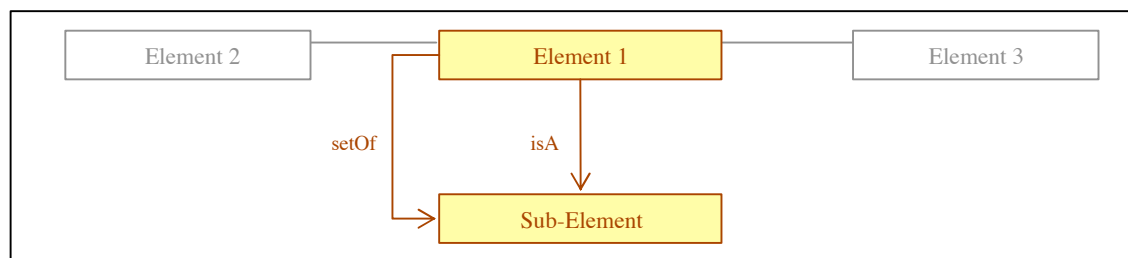 Element 2
Element 1
Element 3
setOf
isA
Sub-Element